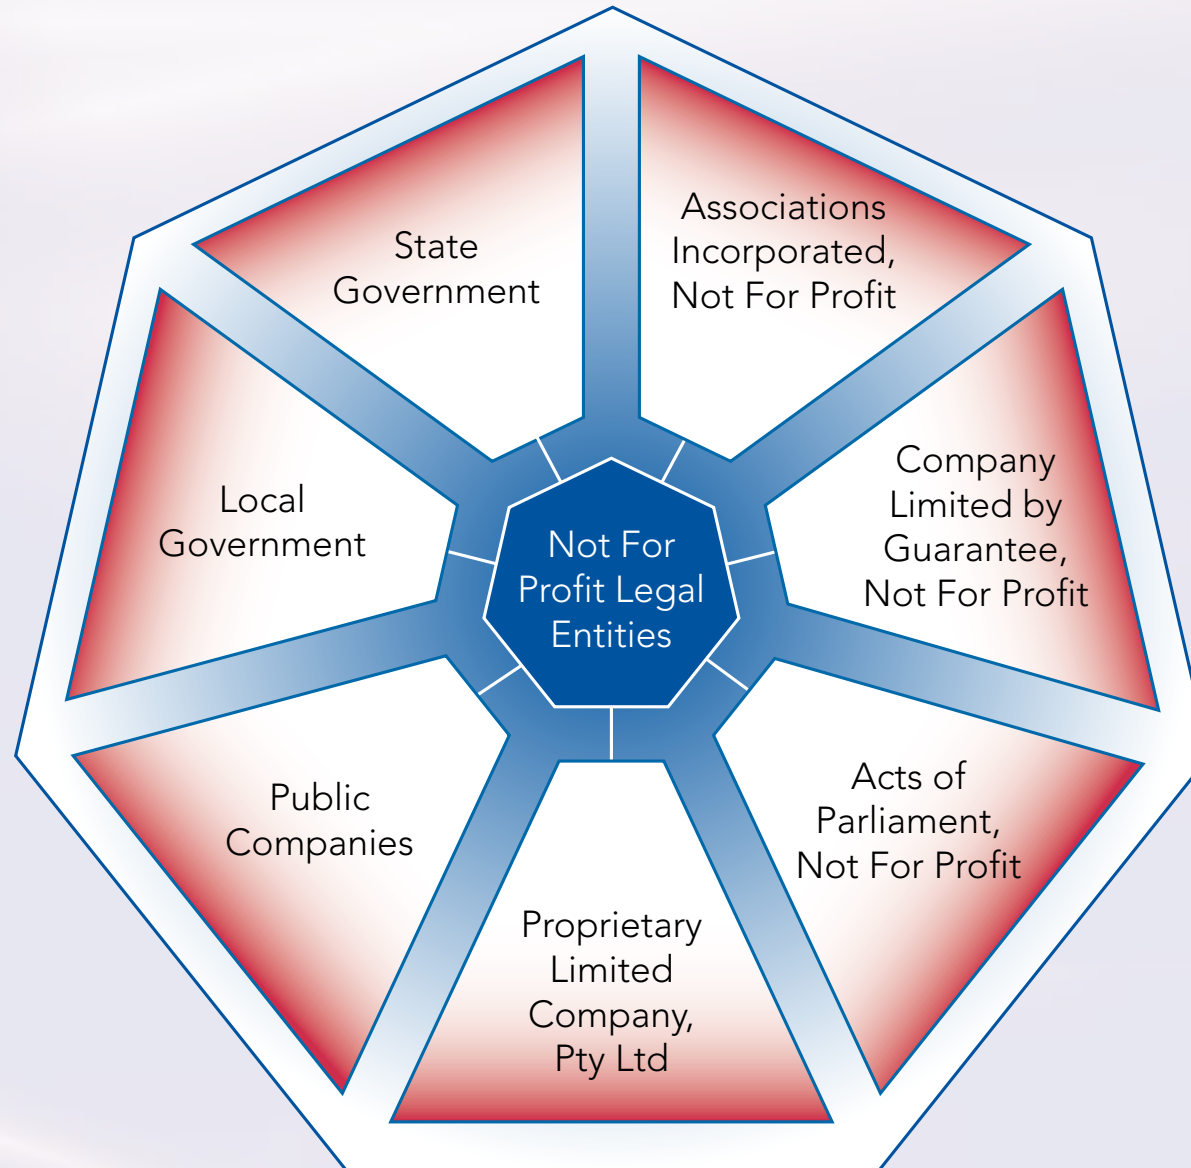 State
Government
Associations
Incorporated,
Not For Profit
Local
Government
Not For
Profit Legal
Entities
Company
Limited by
Guarantee,
Not For Profit
Public
Companies
Proprietary
Limited
Company,
Pty Ltd
Acts of
Parliament,
Not For Profit